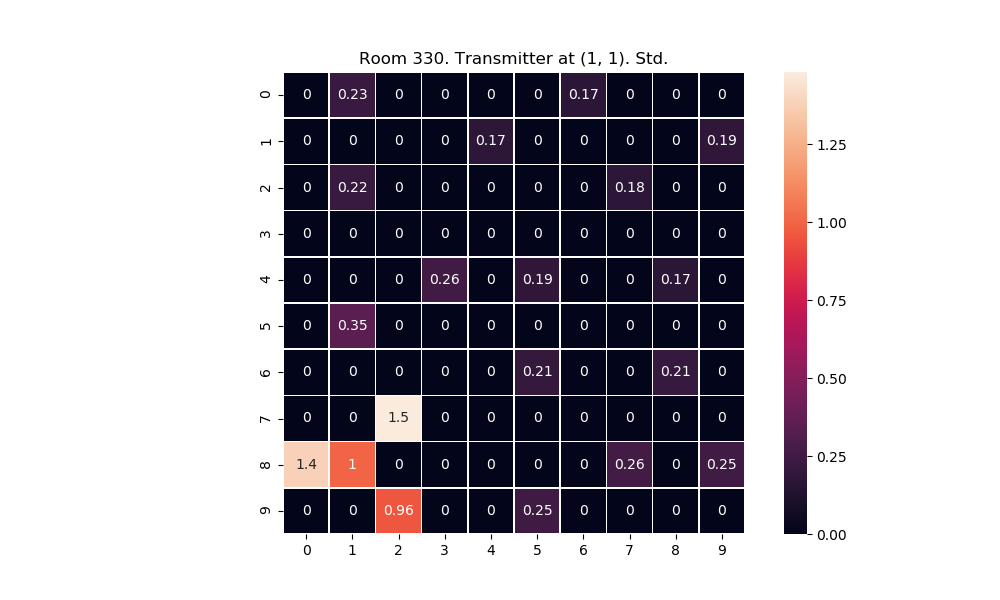 Room 330. Transmitter at (1, 1). Std.
0 0 0.23 0 0 0 0 0.17 0 0 0
1 0 0 0 0 0.17 0 0 0 0 0.19
2 0 0.22 0 0 0 0 0 0.18 0 0
3 0 0 0 0 0 0 0 0 0 0
4 0 0 0 0.26 0 0.19 0 0 0.17 0
5 0 0.35 0 0 0 0 0 0 0 0
6 0 0 0 0 0 0.21 0 0 0.21 0
7 0 0 1.5 0 0 0 0 0 0 0
8 1.4 1 0 0 0 0 0 0.26 0 0.25
9 0 0 0.96 0 0 0.25 0 0 0 0
0 1 2 3 4 5 6 7 8 9
1.25
1.00
0.75
0.50
0.25
0.00